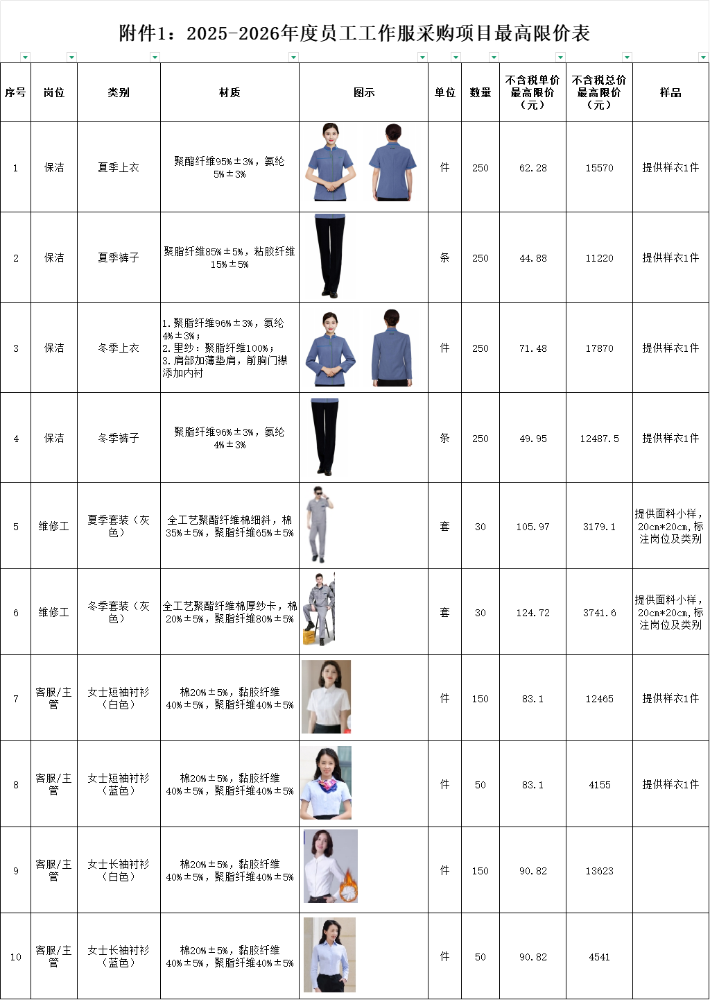 附件1：2025-2026年度员工工作服采购项目最高限价表
序号 岗位 类别 材质 图示 单位 数量 不含税单价最高限价（元） 不含税总价最高限价（元） 样品
1 保洁 夏季上衣 聚酯纤维95%±3%，氨纶5%±3% 件 250 62.28 15570 提供样衣1件
2 保洁 夏季裤子 聚脂纤维85%±5%，粘胶纤维15%±5% 条 250 44.88 11220 提供样衣1件
3 保洁 冬季上衣 1.聚脂纤维96%±3%，氨纶4%±3%；
2.里纱：聚脂纤维100%；
3.肩部加薄垫肩，前胸门襟添加内衬 件 250 71.48 17870 提供样衣1件
4 保洁 冬季裤子 聚脂纤维96%±3%，氨纶4%±3% 条 250 49.95 12487.5 提供样衣1件
5 维修工 夏季套装（灰色） 全工艺聚酯纤维棉细斜，棉35%±5%，聚脂纤维65%±5% 套 30 105.97 3179.1 提供面料小样，20cm*20cm,标注岗位及类别
6 维修工 冬季套装（灰色） 全工艺聚酯纤维棉厚纱卡，棉20%±5%，聚脂纤维80%±5% 套 30 124.72 3741.6 提供面料小样，20cm*20cm,标注岗位及类别
7 客服/主管 女士短袖衬衫（白色） 棉20%±5%，黏胶纤维40%±5%，聚脂纤维40%±5% 件 150 83.1 12465 提供样衣1件
8 客服/主管 女士短袖衬衫（蓝色） 棉20%±5%，黏胶纤维40%±5%，聚脂纤维40%±5% 件 50 83.1 4155 提供样衣1件
9 客服/主管 女士长袖衬衫（白色） 棉20%±5%，黏胶纤维40%±5%，聚脂纤维40%±5% 件 150 90.82 13623
10 客服/主管 女士长袖衬衫（蓝色） 棉20%±5%，黏胶纤维40%±5%，聚脂纤维40%±5% 件 50 90.82 4541